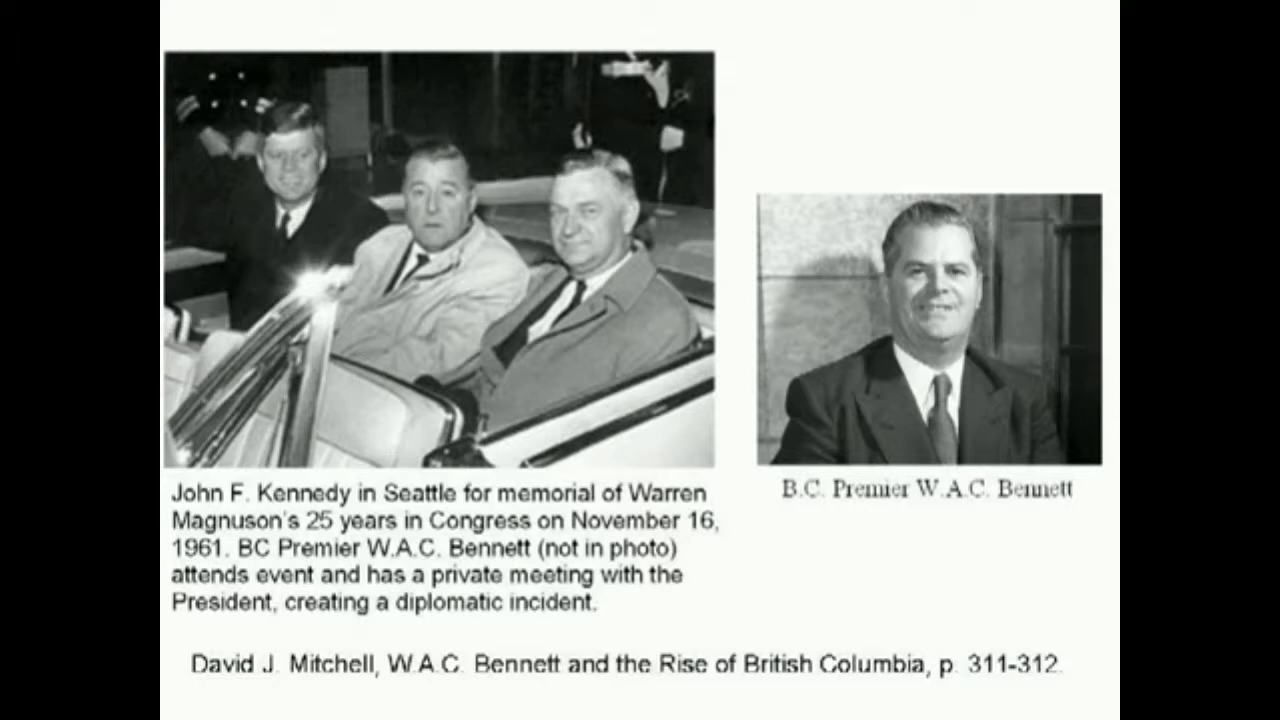 John F. Kennedy in Seattle for memorial of Warren
Magnuson's 25 years in Congress on November 16,
1961. BC Premier W.A.C. Bennett (not in photo)
attends event and has a private meeting with the
President, creating a diplomatic incident.
B.C. Premier W.A.C. Bennett
David J. Mitchell, W.A.C. Bennett and the Rise of British Columbia, p. 311-312.